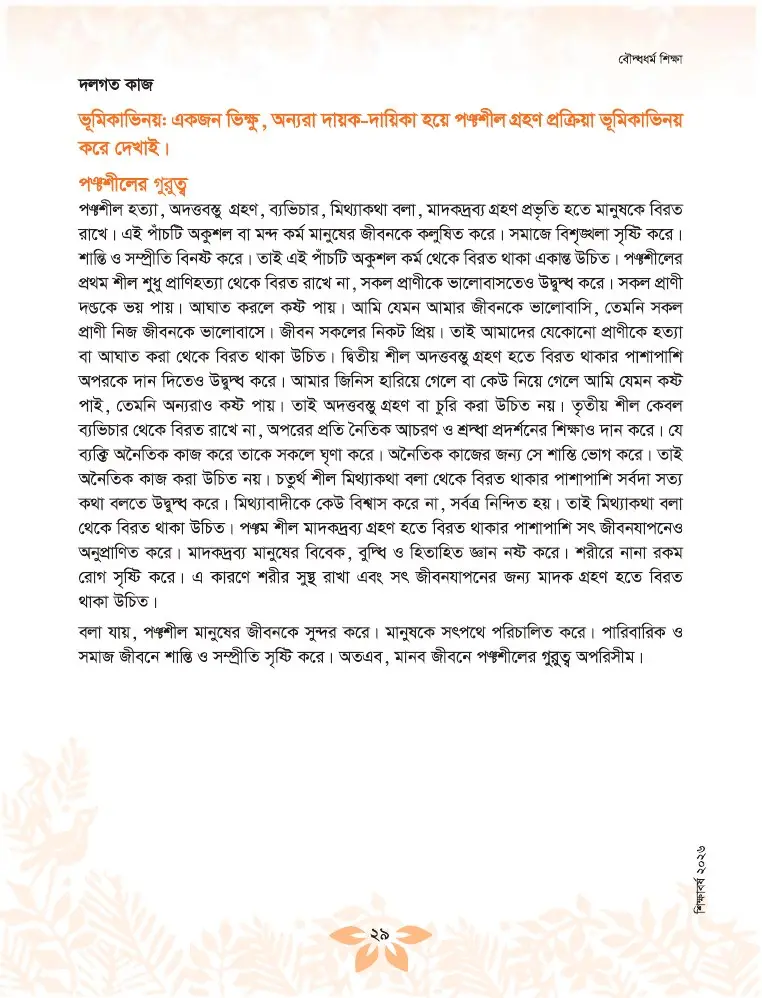 বৌদ্ধধর্ম শিক্ষা
দলগত কাজ
ভূমিকাভিনয়: একজন ভিক্ষু, অন্যরা দায়ক-দায়িকা হয়ে পঞ্চশীল গ্রহণ প্রক্রিয়া ভূমিকাভিনয়
করে দেখাই।
পঞ্চশীলের গুরুত্ব
পঞ্চশীল হত্যা, অদত্তবস্তু গ্রহণ, ব্যভিচার, মিথ্যাকথা বলা, মাদকদ্রব্য গ্রহণ প্রভৃতি হতে মানুষকে বিরত
রাখে। এই পাঁচটি অকুশল বা মন্দ কর্ম মানুষের জীবনকে কলুষিত করে। সমাজে বিশৃঙ্খলা সৃষ্টি করে।
শান্তি ও সম্প্রীতি বিনষ্ট করে। তাই এই পাঁচটি অকুশল কর্ম থেকে বিরত থাকা একান্ত উচিত। পঞ্চশীলের
প্রথম শীল শুধু প্রাণিহত্যা থেকে বিরত রাখে না, সকল প্রাণীকে ভালোবাসতেও উদ্বুদ্ধ করে। সকল প্রাণী
দণ্ডকে ভয় পায়। আঘাত করলে কষ্ট পায়। আমি যেমন আমার জীবনকে ভালোবাসি, তেমনি সকল
প্রাণী নিজ জীবনকে ভালোবাসে। জীবন সকলের নিকট প্রিয়। তাই আমাদের যেকোনো প্রাণীকে হত্যা
বা আঘাত করা থেকে বিরত থাকা উচিত। দ্বিতীয় শীল অদত্তবস্তু গ্রহণ হতে বিরত থাকার পাশাপাশি
অপরকে দান দিতেও উদ্বুদ্ধ করে। আমার জিনিস হারিয়ে গেলে বা কেউ নিয়ে গেলে আমি যেমন কষ্ট
পাই, তেমনি অন্যরাও কষ্ট পায়। তাই অদত্তবস্তু গ্রহণ বা চুরি করা উচিত নয়। তৃতীয় শীল কেবল
ব্যভিচার থেকে বিরত রাখে না, অপরের প্রতি নৈতিক আচরণ ও শ্রদ্ধা প্রদর্শনের শিক্ষাও দান করে। যে
ব্যক্তি অনৈতিক কাজ করে তাকে সকলে ঘৃণা করে। অনৈতিক কাজের জন্য সে শাস্তি ভোগ করে। তাই
অনৈতিক কাজ করা উচিত নয়। চতুর্থ শীল মিথ্যাকথা বলা থেকে বিরত থাকার পাশাপাশি সর্বদা সত্য
কথা বলতে উদ্বুদ্ধ করে। মিথ্যাবাদীকে কেউ বিশ্বাস করে না, সর্বত্র নিন্দিত হয়। তাই মিথ্যাকথা বলা
থেকে বিরত থাকা উচিত। পঞ্চম শীল মাদকদ্রব্য গ্রহণ হতে বিরত থাকার পাশাপাশি সৎ জীবনযাপনেও
অনুপ্রাণিত করে। মাদকদ্রব্য মানুষের বিবেক, বুদ্ধি ও হিতাহিত জ্ঞান নষ্ট করে। শরীরে নানা রকম
রোগ সৃষ্টি করে। এ কারণে শরীর সুস্থ রাখা এবং সৎ জীবনযাপনের জন্য মাদক গ্রহণ হতে বিরত
থাকা উচিত।
বলা যায়, পঞ্চশীল মানুষের জীবনকে সুন্দর করে। মানুষকে সৎপথে পরিচালিত করে। পারিবারিক ও
সমাজ জীবনে শান্তি ও সম্প্রীতি সৃষ্টি করে। অতএব, মানব জীবনে পঞ্চশীলের গুরুত্ব অপরিসীম।
শিক্ষাবর্ষ ২০২৬
২৯